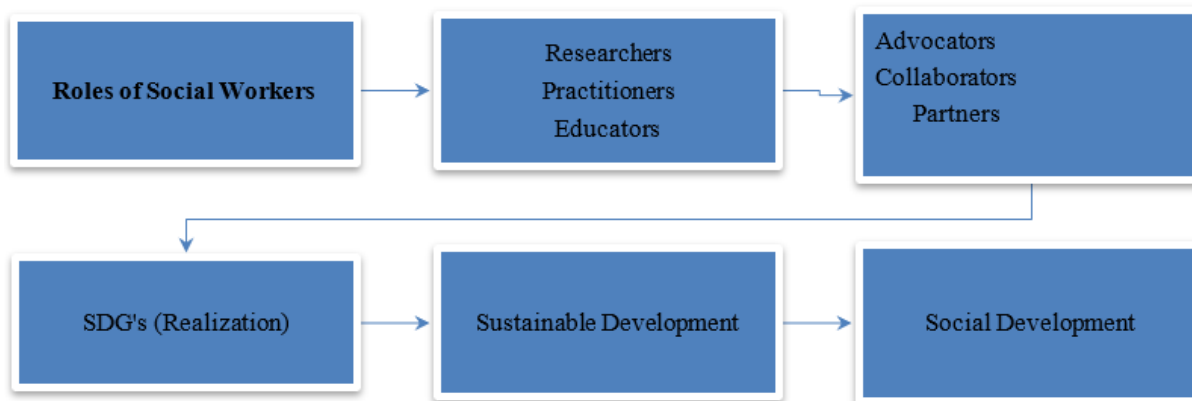 Roles of Social Workers
Researchers
Practitioners
Educators
Advocators
Collaborators
Partners
SDG's (Realization)
Sustainable Development
Social Development